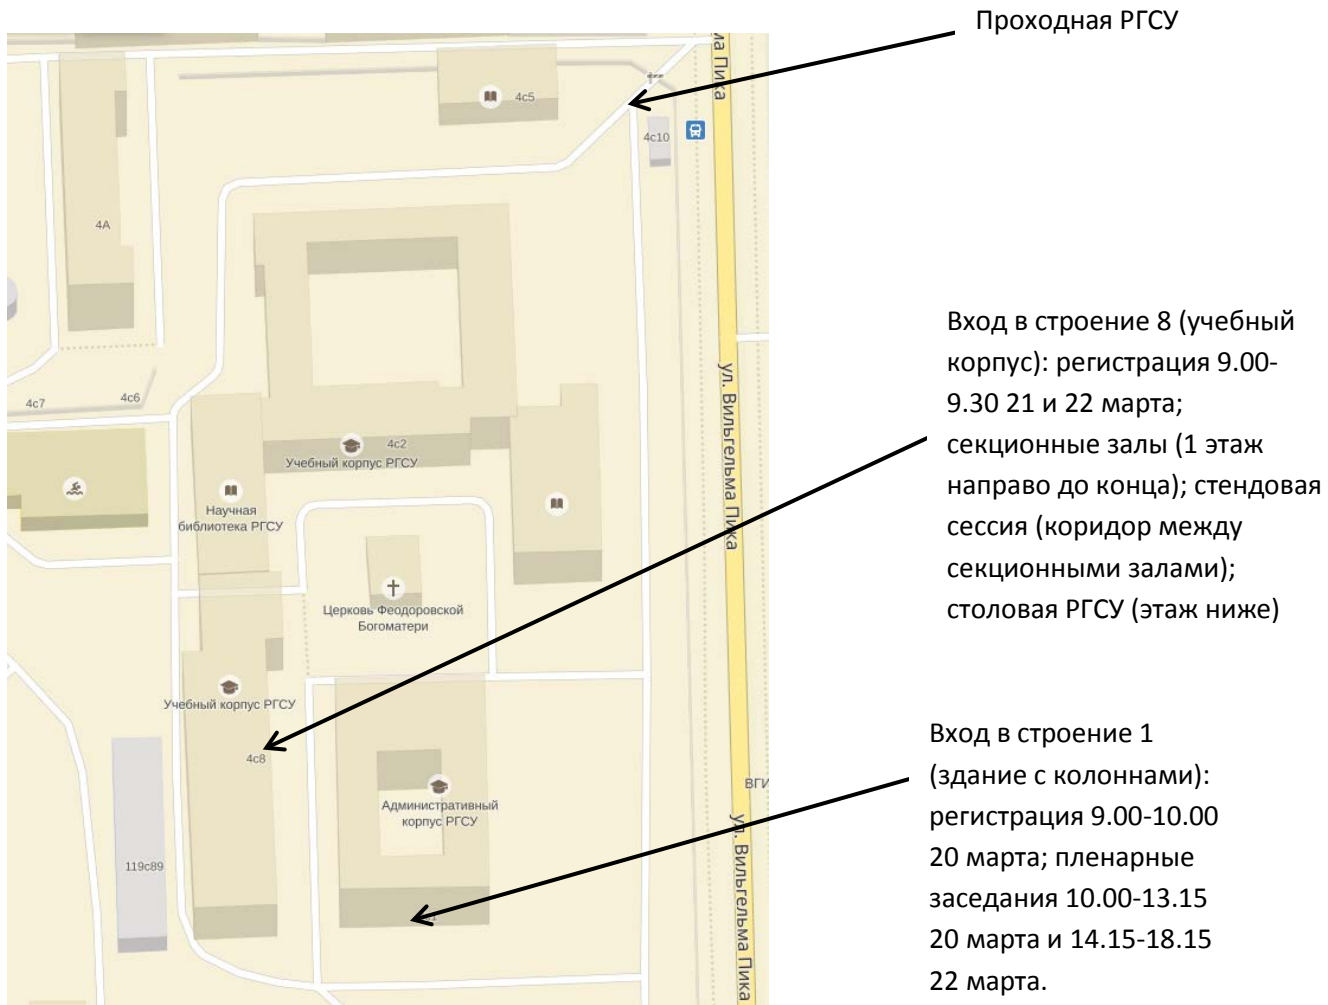 Проходная РГСУ
ма Пика
4с5
4с10
4А
Вход в строение 8 (учебный
корпус): регистрация 9.00-
9.30 21 и 22 марта;
секционные залы (1 этаж
направо до конца); стендовая
сессия (коридор между
секционными залами);
столовая РГСУ (этаж ниже)
ул. Вильгельма Пика
4с7
4с6
4с2
Учебный корпус РГСУ
Научная
библиотека РГСУ
Церковь Феодоровской
Богоматери
Учебный корпус РГСУ
4с8
Вход в строение 1
(здание с колоннами):
регистрация 9.00-10.00
20 марта; пленарные
заседания 10.00-13.15
20 марта и 14.15-18.15
22 марта.
ВГИ
Административный
корпус РГСУ
ул. Вильгельма Пика
119с89